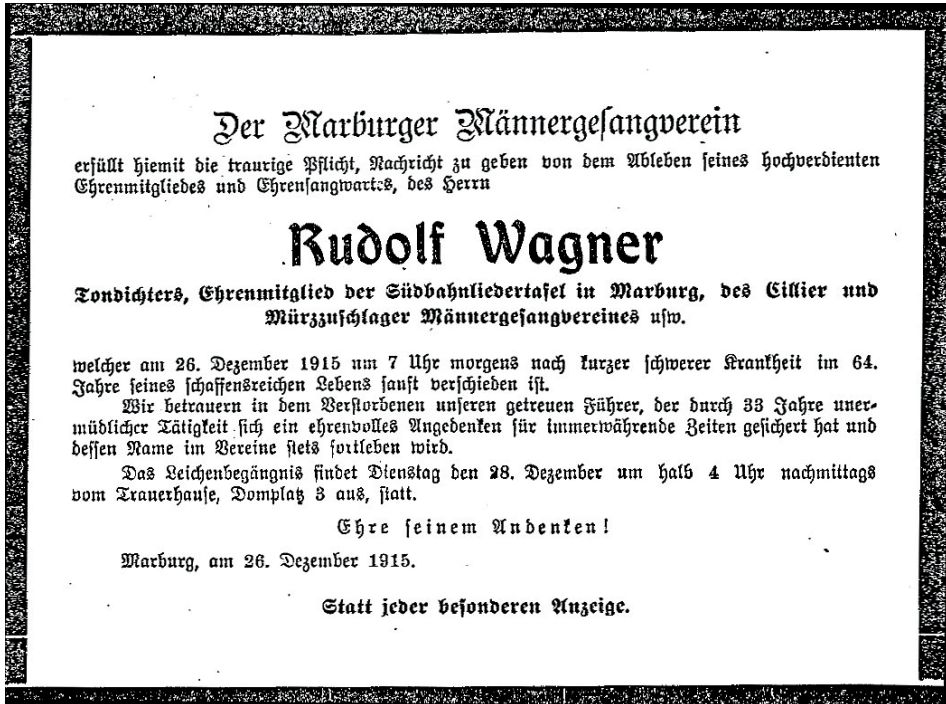 Der Marburger Männergesangverein
erfüllt hiemit die traurige Pflicht, Nachricht zu geben von dem Ableben seines hochverdienten
Ehrenmitgliedes und Ehrensangwartes, des Herrn
Rudolf Wagner
Tondichters, Ehrenmitglied der Südbahnliedertafel in Marburg, des Cillier und
Mürzzuschlager Männergesangvereines usw.
welcher am 26. Dezember 1915 um 7 Uhr morgens nach kurzer schwerer Krankheit im 64.
Jahre seines schaffensreichen Lebens sanft verschieden ist.
Wir betrauern in dem Verstorbenen unseren getreuen Führer, der durch 33 Jahre uner-
müdlicher Tätigkeit sich ein ehrenvolles Angedenken für immerwährende Zeiten gesichert hat und
dessen Name im Vereine stets fortleben wird.
Das Leichenbegängnis findet Dienstag den 28. Dezember um halb 4 Uhr nachmittags
vom Trauerhause, Domplatz 3 aus, statt.
Ehre seinem Andenken!
Marburg, am 26. Dezember 1915.
Statt jeder besonderen Anzeige.